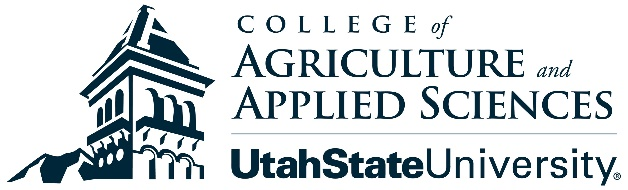 COLLEGE of
AGRICULTURE and
APPLIED SCIENCES
UtahStateUniversity®